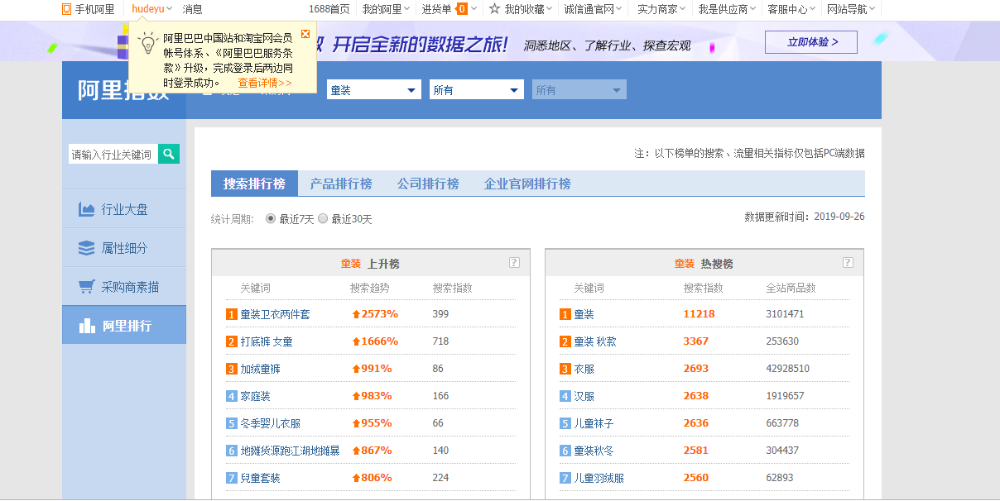 手机阿里 hudeyu 消息 1688首页 我的阿里 进货单 0 我的收藏 诚信通官网 实力商家 我是供应商 客服中心 网站导航
阿里巴巴中国站和淘宝网会员
帐号体系、《阿里巴巴服务条
款》升级，完成登录后两边同
时登录成功。 查看详情>>
开启全新的数据之旅! 洞悉地区、了解行业、探查宏观 立即体验 >
阿里指数
童装 所有 所有
请输入行业关键词
行业大盘
属性细分
采购商素描
阿里排行
注：以下榜单的搜索、流量相关指标仅包括PC端数据
搜索排行榜 产品排行榜 公司排行榜 企业官网排行榜
统计周期: 最近7天 最近30天 数据更新时间：2019-09-26
童装 上升榜 ?
关键词 搜索趋势 搜索指数
1 童装卫衣两件套 2573% 399
2 打底裤 女童 1666% 718
3 加绒童裤 991% 86
4 家庭装 983% 166
5 冬季婴儿衣服 955% 66
6 地摊货源跑江湖地摊暴 867% 140
7 兒童套装 806% 224
童装 热搜榜 ?
关键词 搜索指数 全站商品数
1 童装 11218 3101471
2 童装 秋款 3367 253630
3 衣服 2693 42928510
4 汉服 2638 1919657
5 儿童袜子 2636 663778
6 童装秋冬 2581 304437
7 儿童羽绒服 2560 62893